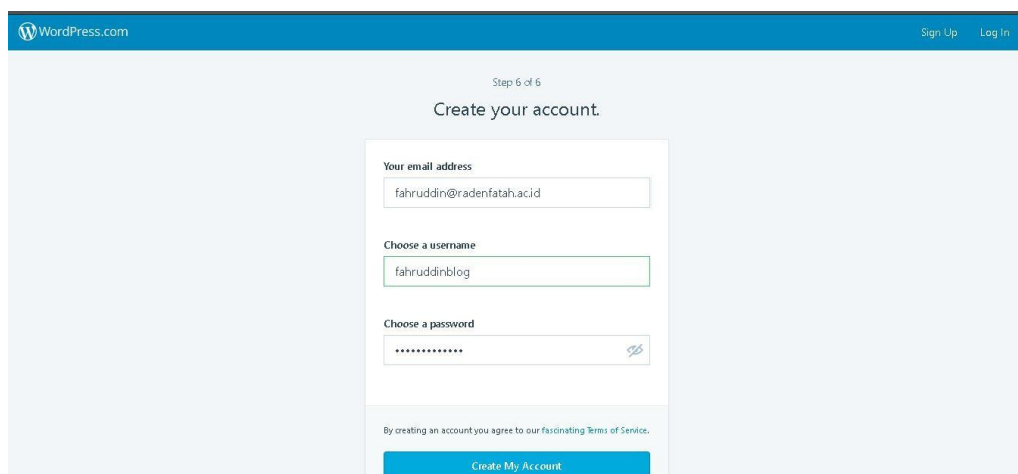 WordPress.com Sign Up Log In
Step 6 of 6
Create your account.
Your email address
fahruddin@radenfatah.ac.id
Choose a username
fahruddinblog
Choose a password
•••••••••••••
By creating an account you agree to our fascinating Terms of Service.
Create My Account